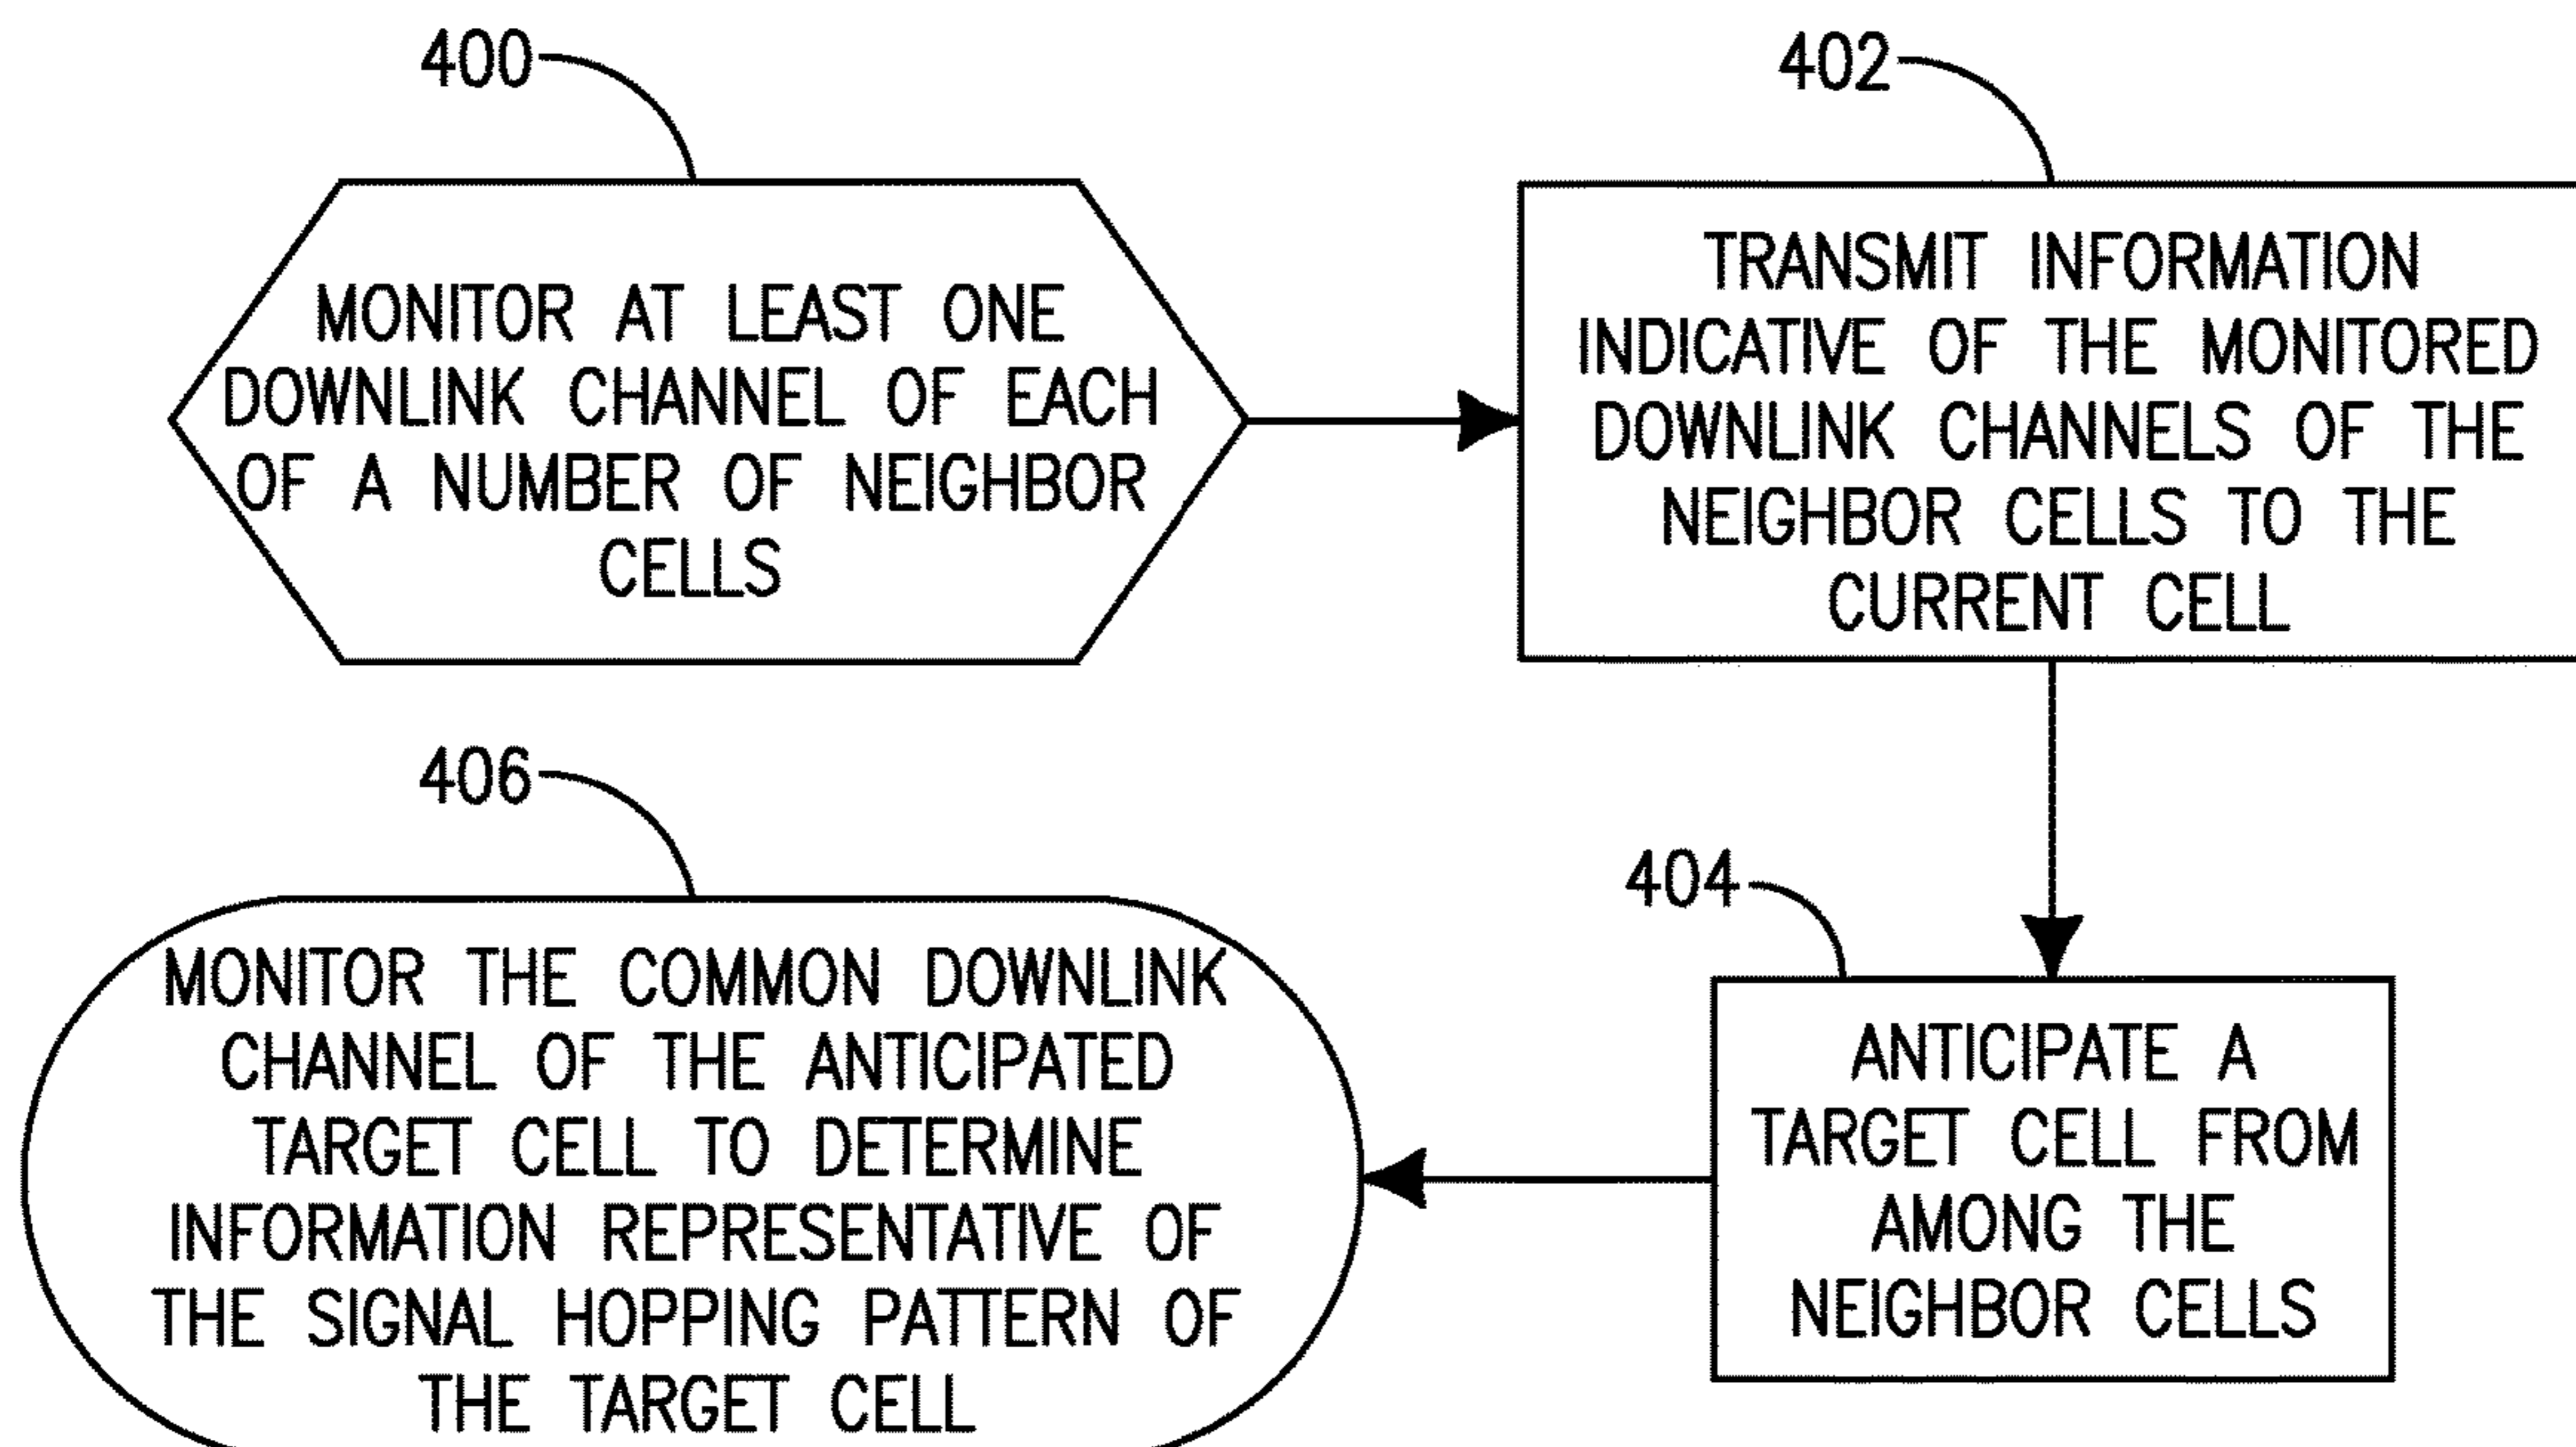 400
MONITOR AT LEAST ONE
DOWNLINK CHANNEL OF EACH
OF A NUMBER OF NEIGHBOR
CELLS
402
TRANSMIT INFORMATION
INDICATIVE OF THE MONITORED
DOWNLINK CHANNELS OF THE
NEIGHBOR CELLS TO THE
CURRENT CELL
404
ANTICIPATE A
TARGET CELL FROM
AMONG THE
NEIGHBOR CELLS
406
MONITOR THE COMMON DOWNLINK
CHANNEL OF THE ANTICIPATED
TARGET CELL TO DETERMINE
INFORMATION REPRESENTATIVE OF
THE SIGNAL HOPPING PATTERN OF
THE TARGET CELL